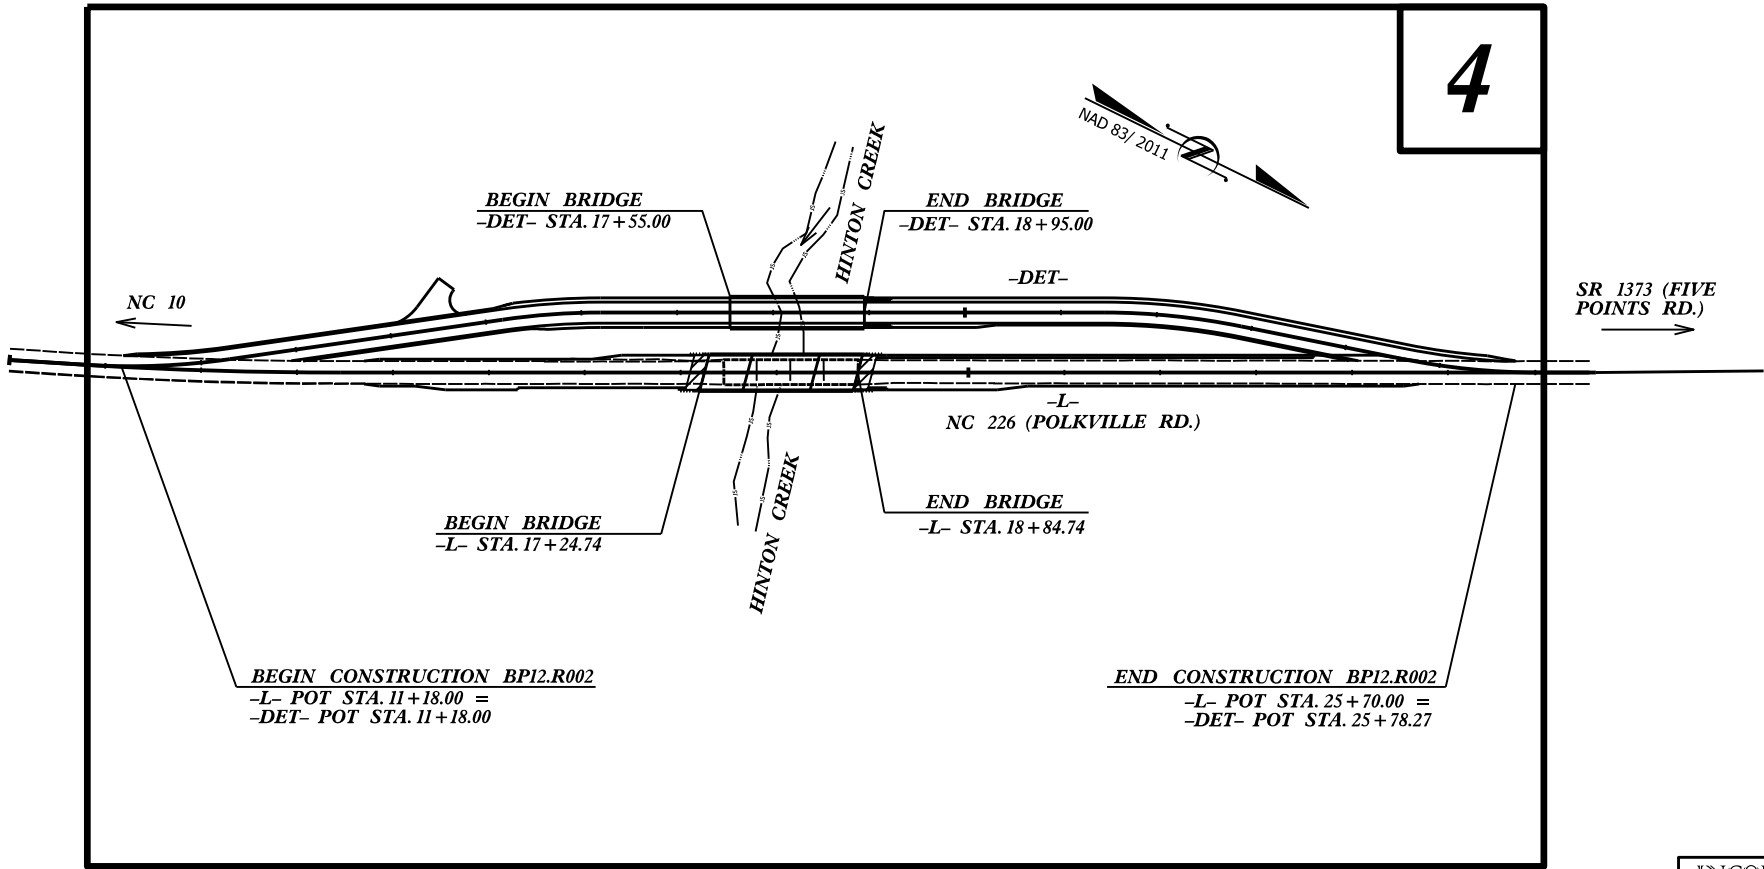 4
NAD 83/ 2011
HINTON CREEK
BEGIN BRIDGE
–DET– STA. 17+55.00
END BRIDGE
–DET– STA. 18+95.00
–DET–
NC 10
SR 1373 (FIVE
POINTS RD.)
–L–
NC 226 (POLKVILLE RD.)
HINTON CREEK
BEGIN BRIDGE
–L– STA. 17+24.74
END BRIDGE
–L– STA. 18+84.74
BEGIN CONSTRUCTION BP12.R002
–L– POT STA. 11+18.00 =
–DET– POT STA. 11+18.00
END CONSTRUCTION BP12.R002
–L– POT STA. 25+70.00 =
–DET– POT STA. 25+78.27